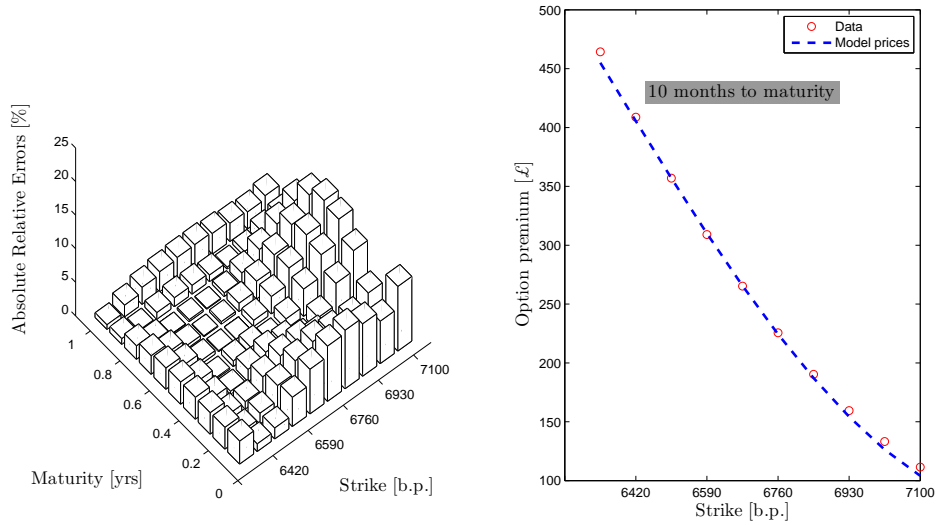 Absolute Relative Errors [%]
25
20
15
10
5
0
1
0.8
0.6
0.4
0.2
0
Maturity [yrs]
6420
6590
6760
6930
7100
Strike [b.p.]
500
450
400
350
300
250
200
150
100
Option premium [£]
Data
Model prices
10 months to maturity
6420 6590 6760 6930 7100
Strike [b.p.]